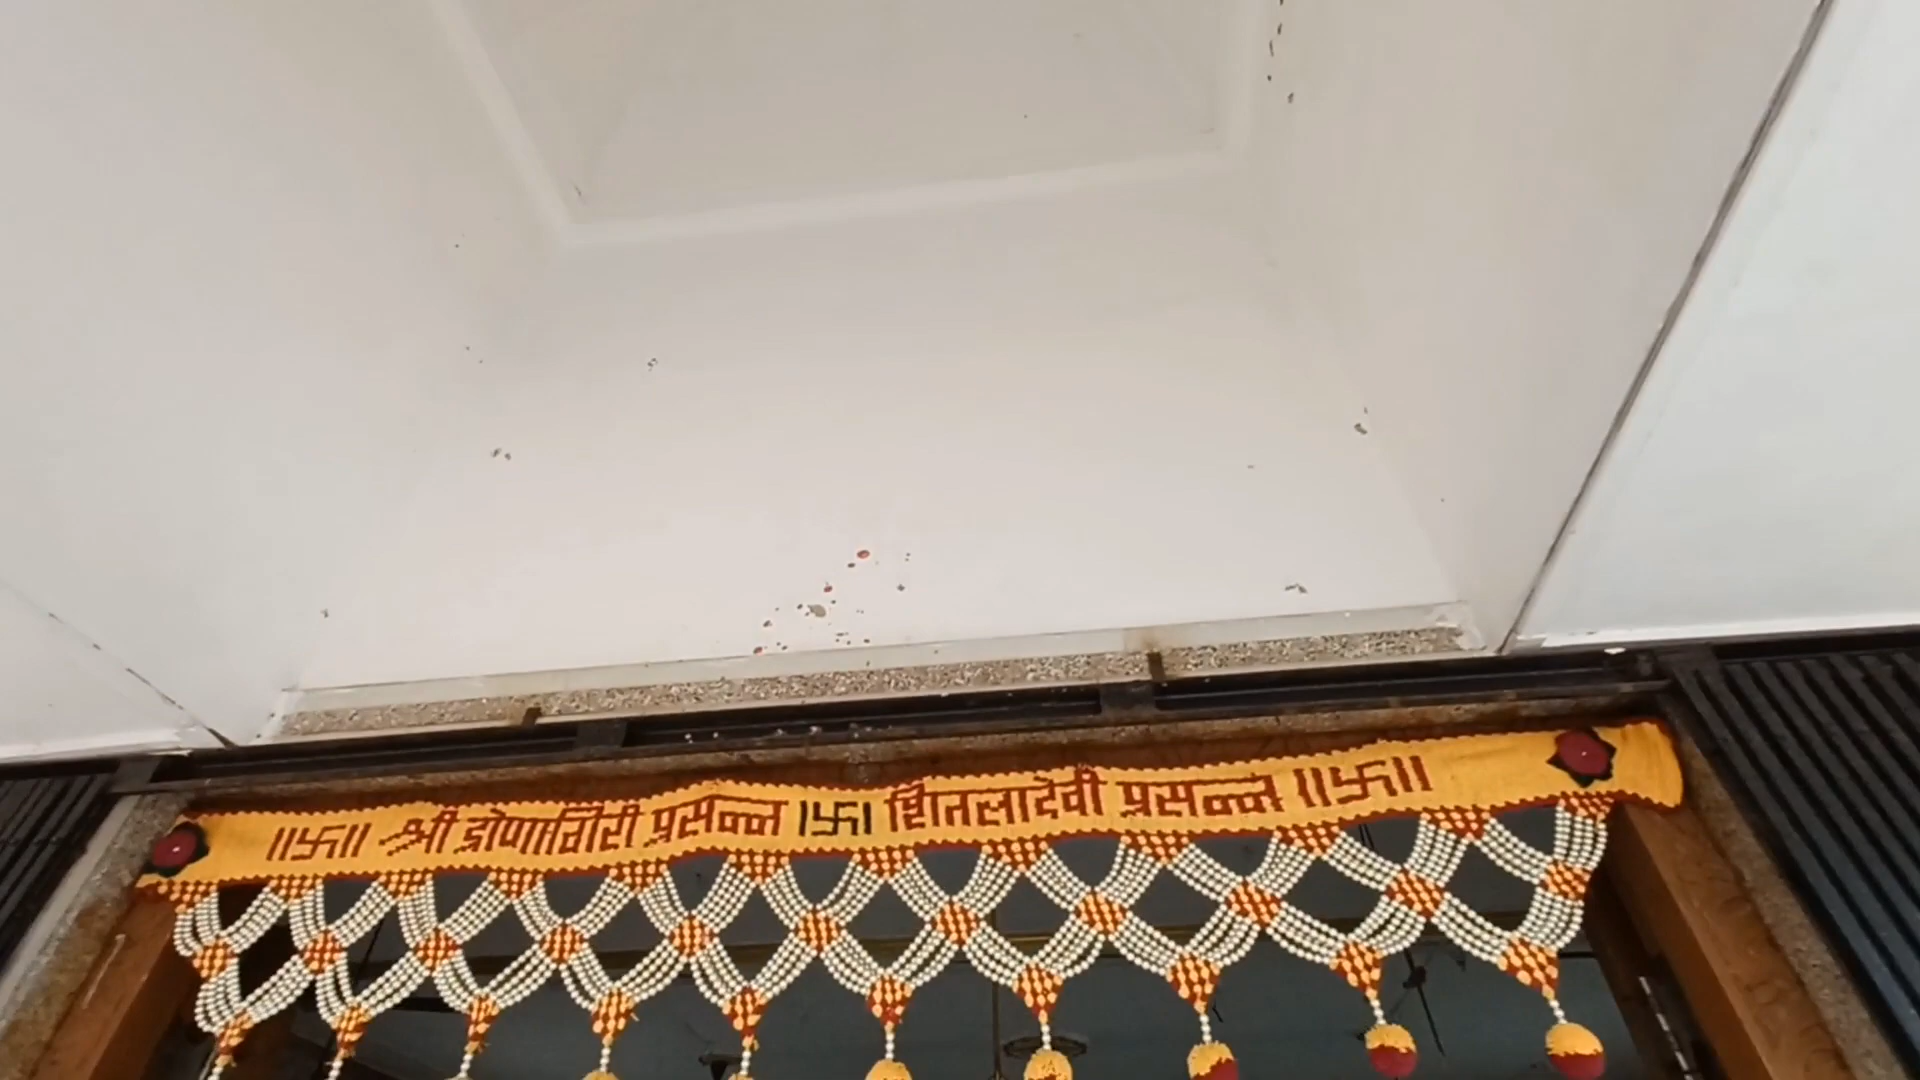 ॥卐॥ श्री द्रोणागिरी प्रसन्न ।卐। शितलादेवी प्रसन्न ॥卐॥